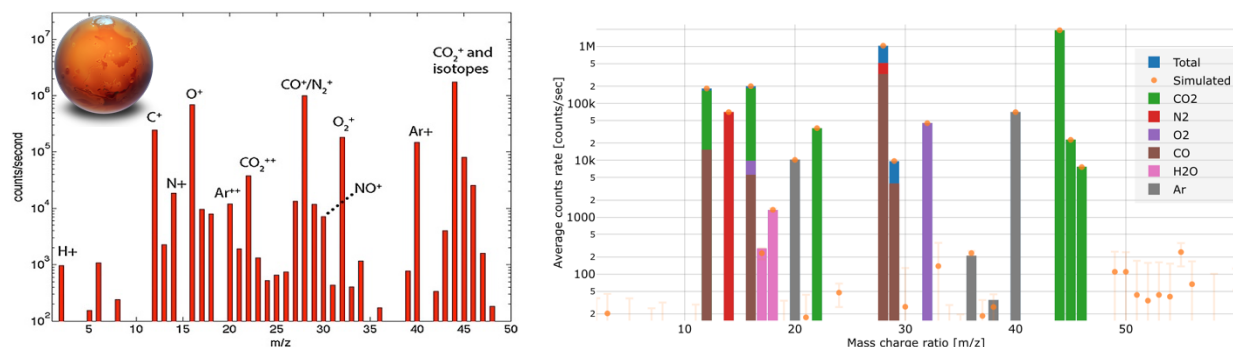 10⁷
10⁶
10⁵
10⁴
10³
10²
counts/second
H+
C⁺
N+
O⁺
Ar⁺⁺
CO₂⁺⁺
CO⁺/N₂⁺
O₂⁺
NO⁺
Ar+
CO₂⁺ and
isotopes
5 10 15 20 25 30 35 40 45 50
m/z
Average counts rate [counts/sec]
1M
5
2
100k
5
2
10k
5
2
1000
5
2
100
5
2
10 20 30 40 50
Mass charge ratio [m/z]
Total
Simulated
CO2
N2
O2
CO
H2O
Ar